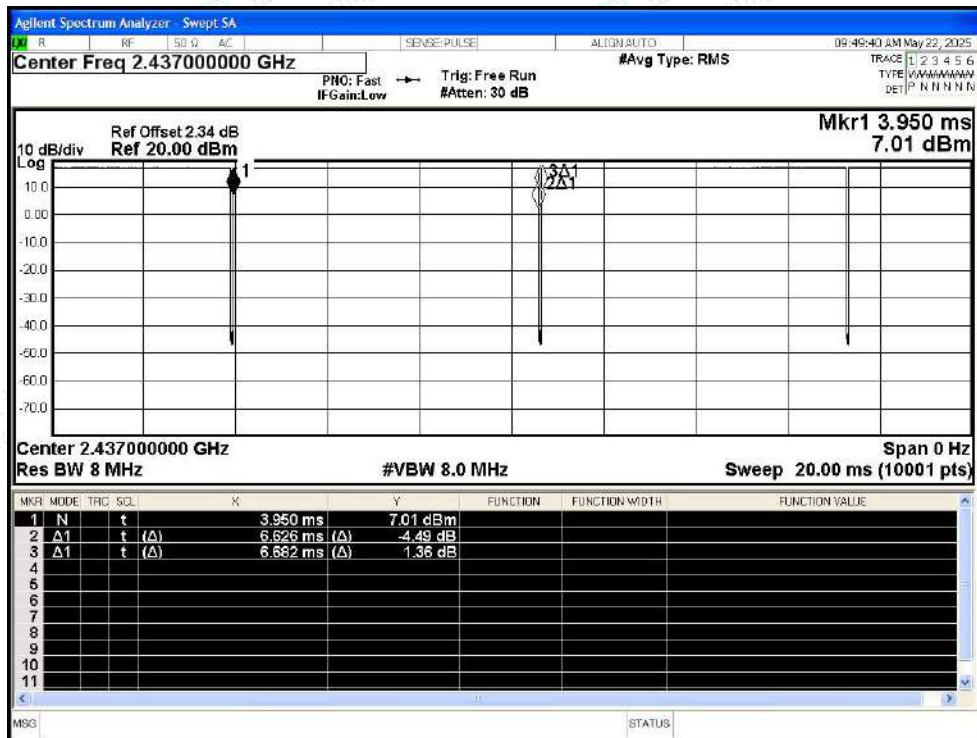 Agilent Spectrum Analyzer - Swept SA
LXI R RF 50 Ω AC SENSE:PULSE ALIGN AUTO 09:49:40 AM May 22, 2025
Center Freq 2.437000000 GHz #Avg Type: RMS TRACE 1 2 3 4 5 6
PNO: Fast Trig: Free Run TYPE
IFGain:Low #Atten: 30 dB DET P N N N N N
Mkr1 3.950 ms
Ref Offset 2.34 dB
10 dB/div Ref 20.00 dBm 7.01 dBm
Log
1 3Δ1
2Δ1
10.0
0.00
-10.0
-20.0
-30.0
-40.0
-50.0
-60.0
-70.0
Center 2.437000000 GHz Span 0 Hz
Res BW 8 MHz #VBW 8.0 MHz Sweep 20.00 ms (10001 pts)
MKR MODE TRC SCL X Y FUNCTION FUNCTION WIDTH FUNCTION VALUE
1 N t 3.950 ms 7.01 dBm
2 Δ1 t (Δ) 6.626 ms (Δ) -4.49 dB
3 Δ1 t (Δ) 6.682 ms (Δ) 1.36 dB
4
5
6
7
8
9
10
11
MSG STATUS